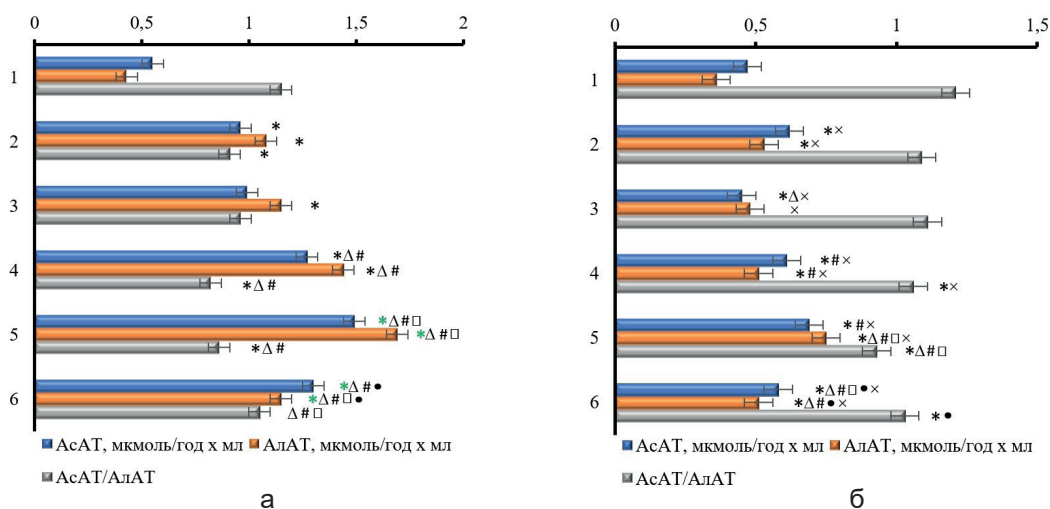 0 0,5 1 1,5 2
1
2 * * *
3 *
4 *Δ# *Δ# *Δ#
5 *Δ#□ *Δ#□ *Δ#
6 *Δ#● *Δ#□● Δ#□
AcAT, мкмоль/год х мл АлАТ, мкмоль/год х мл
АсАТ/АлАТ
а
0 0,5 1 1,5
1
2 *× *×
3 *Δ× ×
4 *#× *#× *×
5 *#× *Δ#□× *Δ#□
6 *Δ#□●× *Δ#●× *●
АсАТ, мкмоль/год х мл АлАТ, мкмоль/год х мл
АсАТ/АлАТ
б